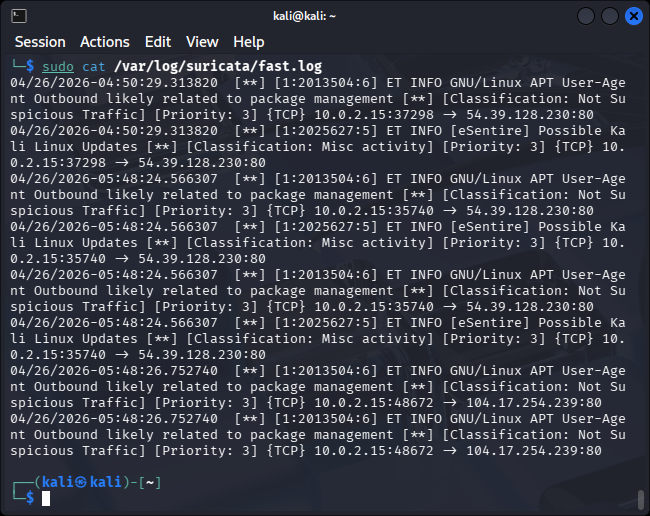 kali@kali: ~
Session Actions Edit View Help
└─$ sudo cat /var/log/suricata/fast.log
04/26/2026-04:50:29.313820  [**] [1:2013504:6] ET INFO GNU/Linux APT User-Age
nt Outbound likely related to package management [**] [Classification: Not Su
spicious Traffic] [Priority: 3] {TCP} 10.0.2.15:37298 -> 54.39.128.230:80
04/26/2026-04:50:29.313820  [**] [1:2025627:5] ET INFO [eSentire] Possible Ka
li Linux Updates [**] [Classification: Misc activity] [Priority: 3] {TCP} 10.
0.2.15:37298 -> 54.39.128.230:80
04/26/2026-05:48:24.566307  [**] [1:2013504:6] ET INFO GNU/Linux APT User-Age
nt Outbound likely related to package management [**] [Classification: Not Su
spicious Traffic] [Priority: 3] {TCP} 10.0.2.15:35740 -> 54.39.128.230:80
04/26/2026-05:48:24.566307  [**] [1:2025627:5] ET INFO [eSentire] Possible Ka
li Linux Updates [**] [Classification: Misc activity] [Priority: 3] {TCP} 10.
0.2.15:35740 -> 54.39.128.230:80
04/26/2026-05:48:24.566307  [**] [1:2013504:6] ET INFO GNU/Linux APT User-Age
nt Outbound likely related to package management [**] [Classification: Not Su
spicious Traffic] [Priority: 3] {TCP} 10.0.2.15:35740 -> 54.39.128.230:80
04/26/2026-05:48:24.566307  [**] [1:2025627:5] ET INFO [eSentire] Possible Ka
li Linux Updates [**] [Classification: Misc activity] [Priority: 3] {TCP} 10.
0.2.15:35740 -> 54.39.128.230:80
04/26/2026-05:48:26.752740  [**] [1:2013504:6] ET INFO GNU/Linux APT User-Age
nt Outbound likely related to package management [**] [Classification: Not Su
spicious Traffic] [Priority: 3] {TCP} 10.0.2.15:48672 -> 104.17.254.239:80
04/26/2026-05:48:26.752740  [**] [1:2013504:6] ET INFO GNU/Linux APT User-Age
nt Outbound likely related to package management [**] [Classification: Not Su
spicious Traffic] [Priority: 3] {TCP} 10.0.2.15:48672 -> 104.17.254.239:80
┌──(kali㉿kali)-[~]
└─$